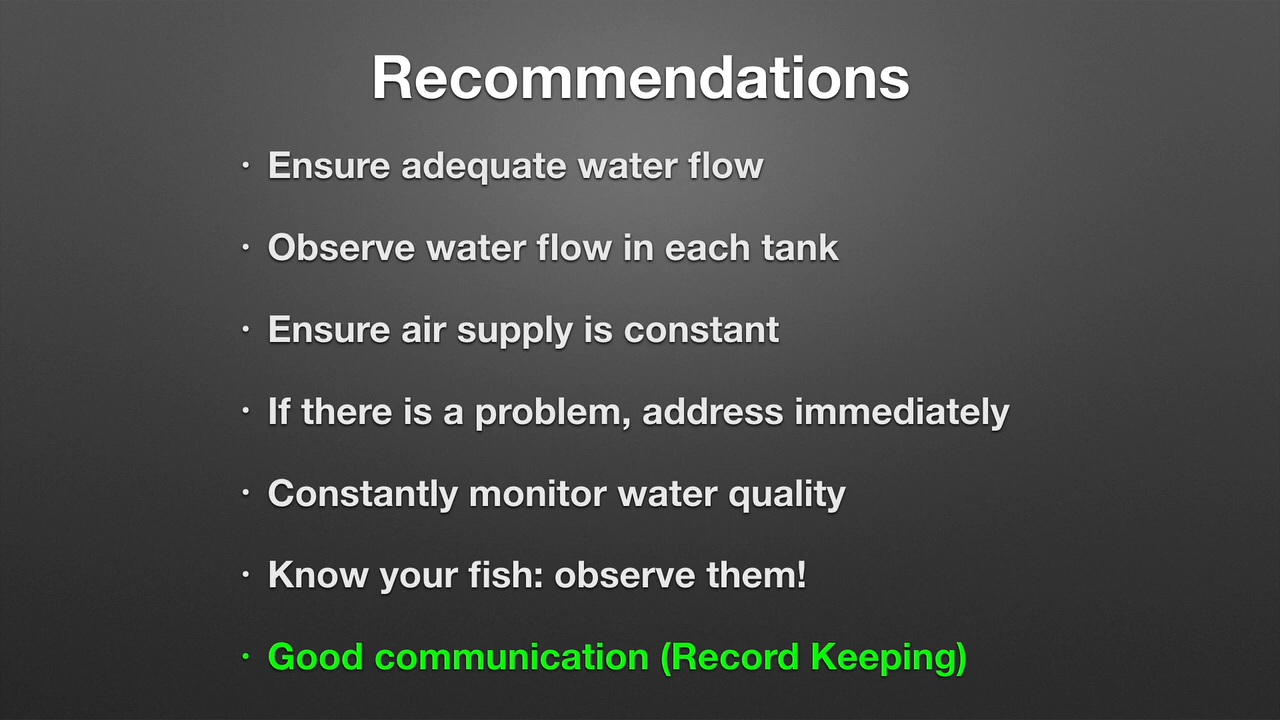 Recommendations
· Ensure adequate water flow
· Observe water flow in each tank
· Ensure air supply is constant
· If there is a problem, address immediately
· Constantly monitor water quality
· Know your fish: observe them!
· Good communication (Record Keeping)